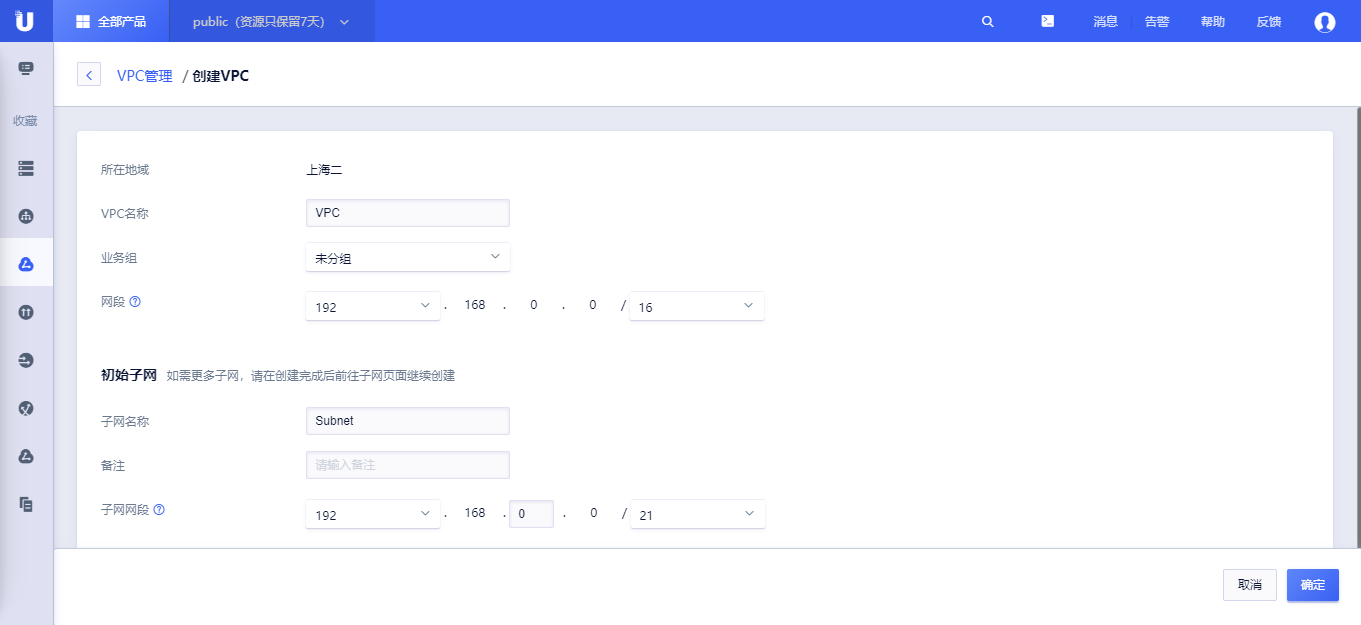 全部产品 public（资源只保留7天） 消息 告警 帮助 反馈
VPC管理 / 创建VPC
收藏
所在地域 上海二
VPC名称 VPC
业务组 未分组
网段 192 . 168 . 0 . 0 / 16
初始子网 如需更多子网，请在创建完成后前往子网页面继续创建
子网名称 Subnet
备注 请输入备注
子网网段 192 . 168 . 0 . 0 / 21
取消 确定